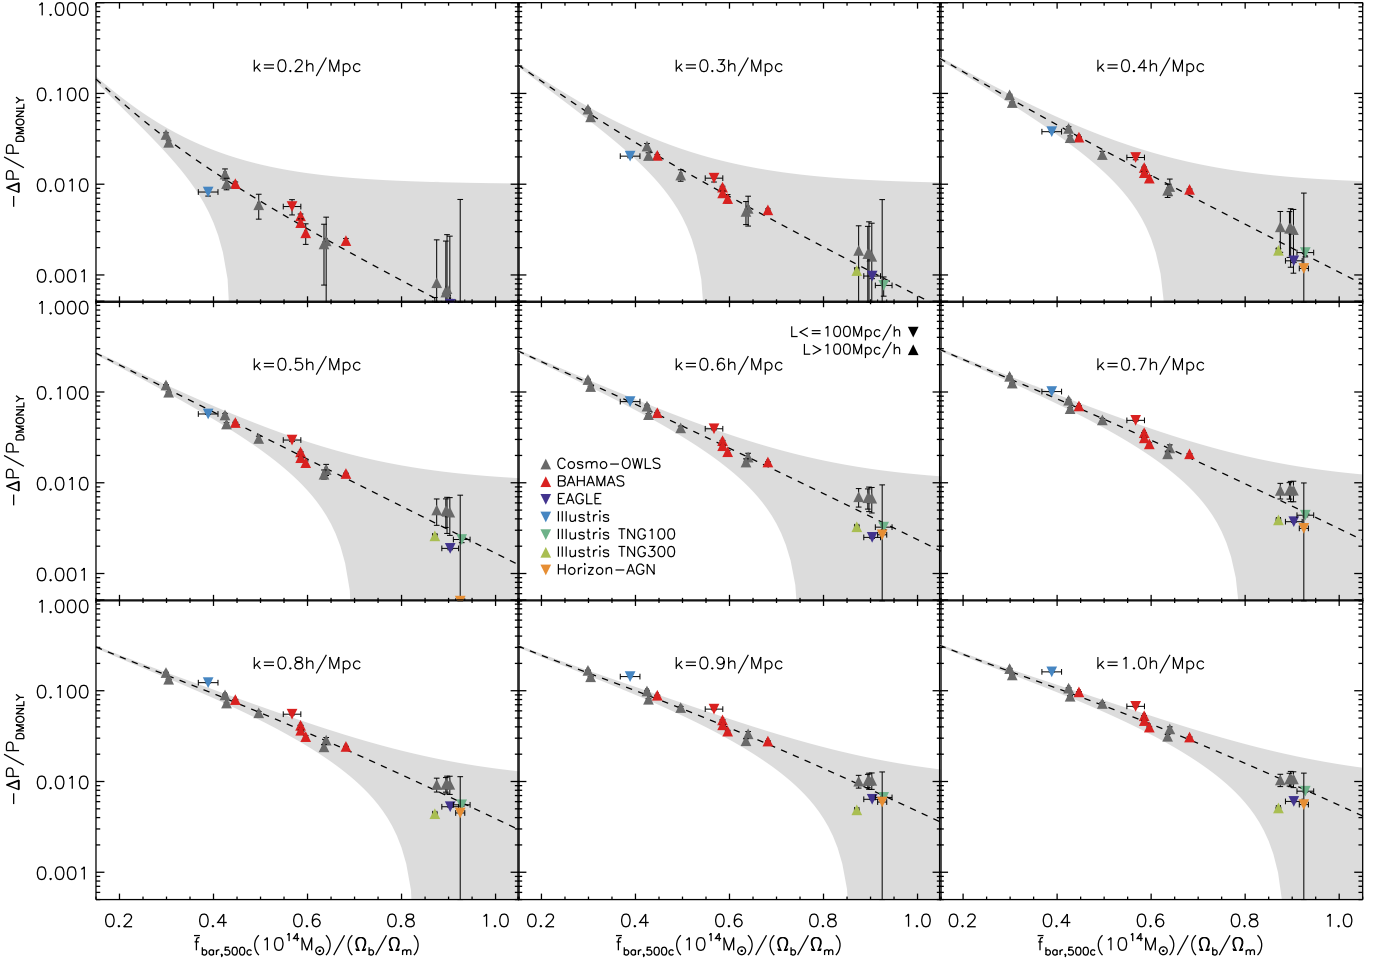 1.000
k=0.2h/Mpc
k=0.3h/Mpc
k=0.4h/Mpc
0.100
−ΔP/P_DMONLY
0.010
0.001
1.000
L<=100Mpc/h ▼
L>100Mpc/h ▲
k=0.5h/Mpc
k=0.6h/Mpc
k=0.7h/Mpc
0.100
−ΔP/P_DMONLY
0.010
0.001
Cosmo−OWLS
BAHAMAS
EAGLE
Illustris
Illustris TNG100
Illustris TNG300
Horizon−AGN
1.000
k=0.8h/Mpc
k=0.9h/Mpc
k=1.0h/Mpc
0.100
−ΔP/P_DMONLY
0.010
0.001
0.2 0.4 0.6 0.8 1.0
0.2 0.4 0.6 0.8 1.0
0.2 0.4 0.6 0.8 1.0
f̄_bar,500c(10^14M_⊙)/(Ω_b/Ω_m)
f̄_bar,500c(10^14M_⊙)/(Ω_b/Ω_m)
f̄_bar,500c(10^14M_⊙)/(Ω_b/Ω_m)